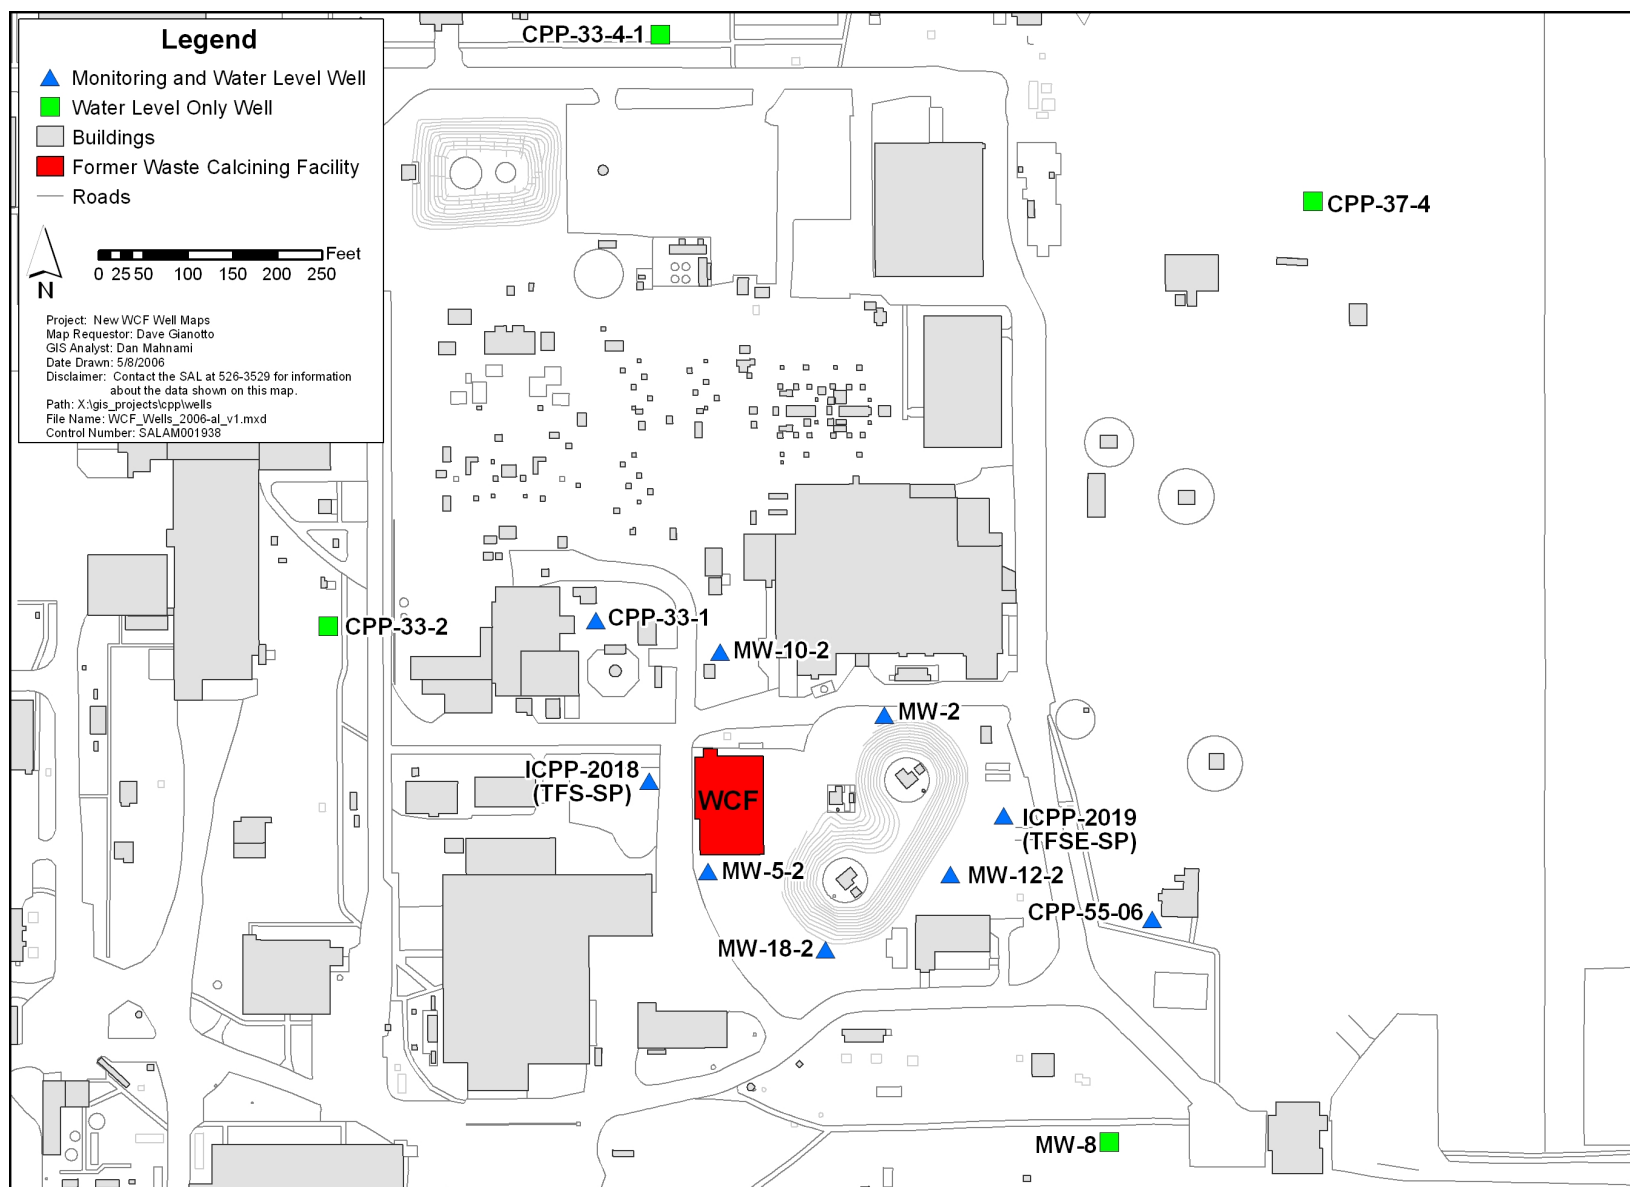 Legend
Monitoring and Water Level Well
Water Level Only Well
Buildings
Former Waste Calcining Facility
Roads
N
Feet
0 25 50 100 150 200 250
Project: New WCF Well Maps
Map Requestor: Dave Gianotto
GIS Analyst: Dan Mahnami
Date Drawn: 5/8/2006
Disclaimer: Contact the SAL at 526-3529 for information
about the data shown on this map.
Path: X:\gis_projects\cpp\wells
File Name: WCF_Wells_2006-al_v1.mxd
Control Number: SALAM001938
CPP-33-4-1
CPP-37-4
CPP-33-2
CPP-33-1
MW-10-2
MW-2
ICPP-2018
(TFS-SP)
WCF
ICPP-2019
(TFSE-SP)
MW-5-2
MW-12-2
CPP-55-06
MW-18-2
MW-8